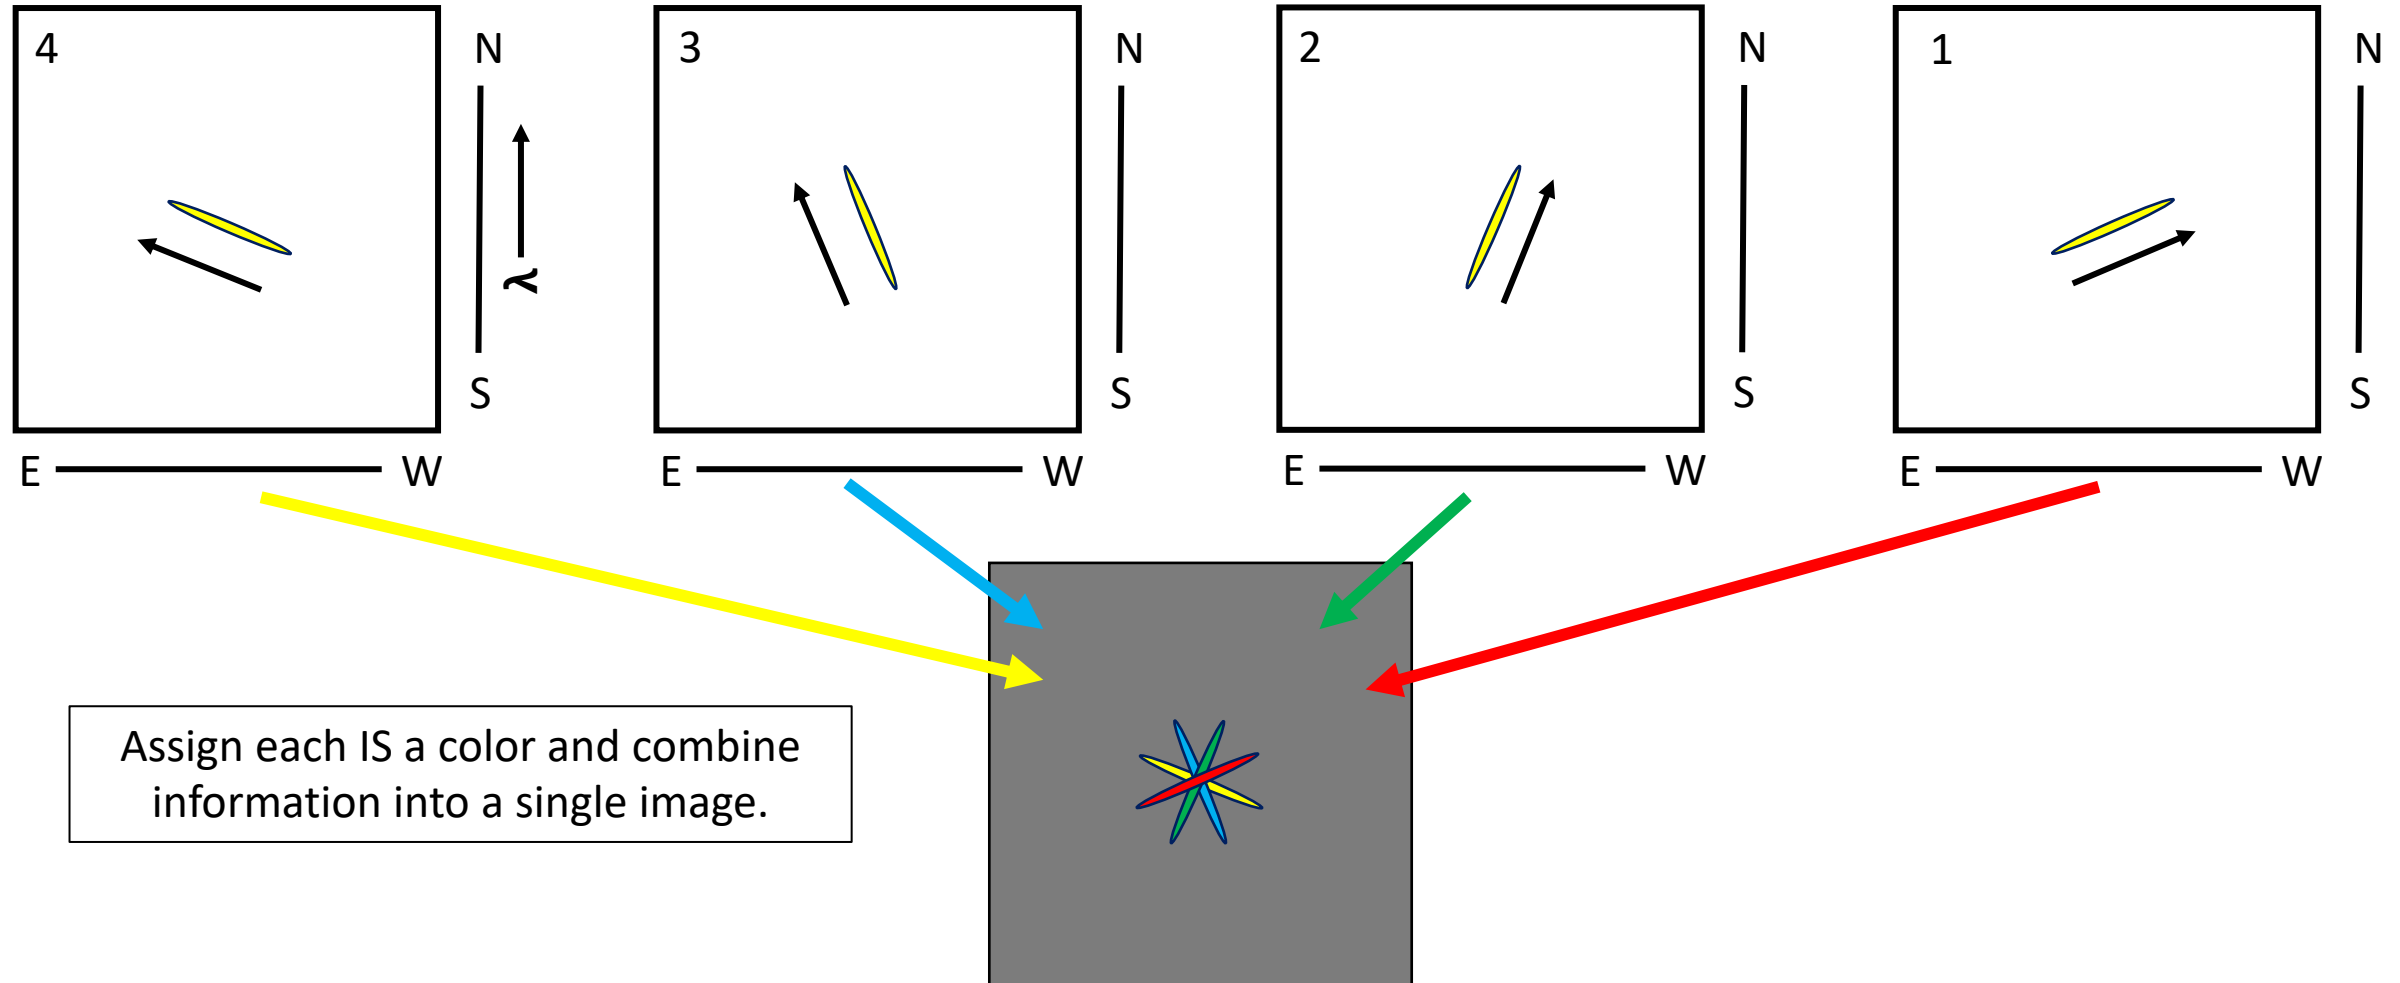 4
N
λ
S
E
W
3
N
S
E
W
2
N
S
E
W
1
N
S
E
W
Assign each IS a color and combine
information into a single image.